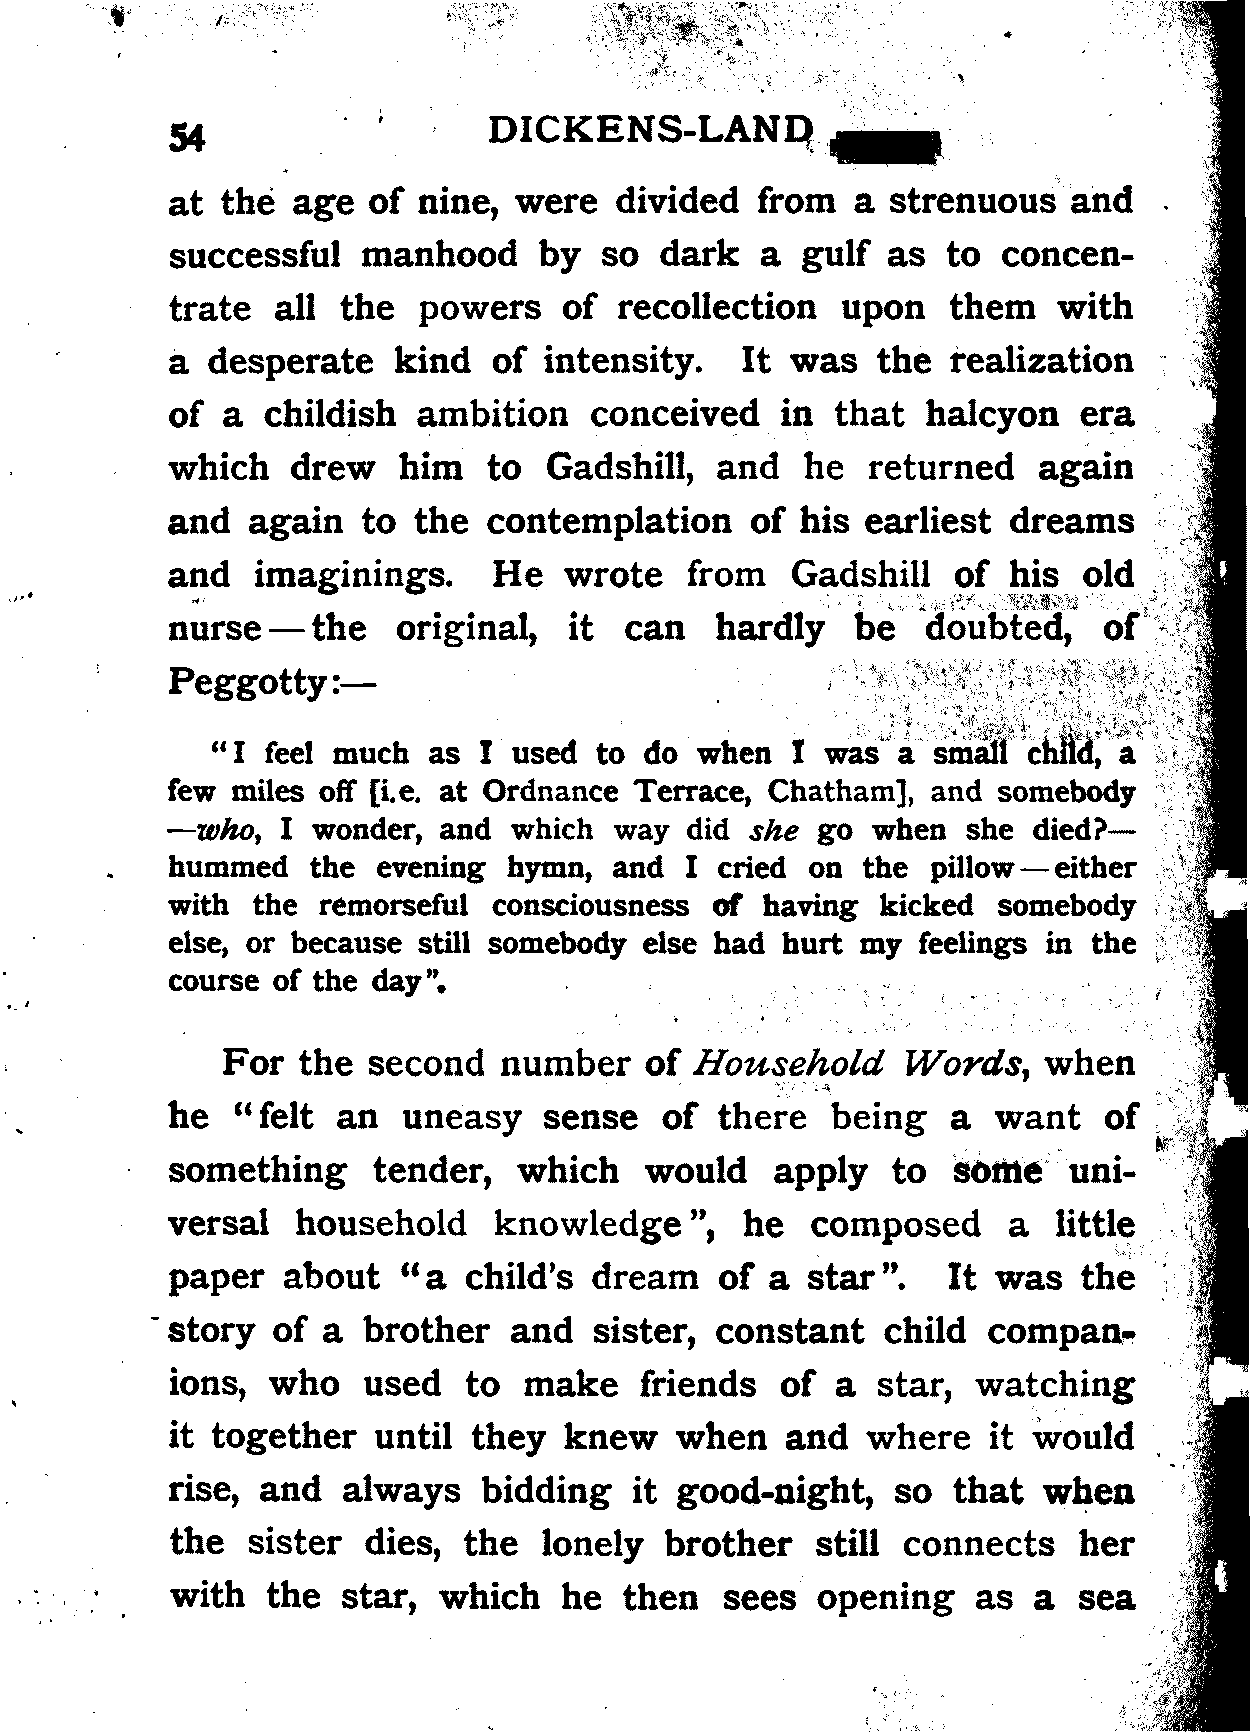 54 DICKENS-LAND
at the age of nine, were divided from a strenuous and
successful manhood by so dark a gulf as to concen-
trate all the powers of recollection upon them with
a desperate kind of intensity. It was the realization
of a childish ambition conceived in that halcyon era
which drew him to Gadshill, and he returned again
and again to the contemplation of his earliest dreams
and imaginings. He wrote from Gadshill of his old
nurse—the original, it can hardly be doubted, of
Peggotty:—
"I feel much as I used to do when I was a small child, a
few miles off [i.e. at Ordnance Terrace, Chatham], and somebody
—who, I wonder, and which way did she go when she died?—
hummed the evening hymn, and I cried on the pillow—either
with the remorseful consciousness of having kicked somebody
else, or because still somebody else had hurt my feelings in the
course of the day".
For the second number of Household Words, when
he "felt an uneasy sense of there being a want of
something tender, which would apply to some uni-
versal household knowledge", he composed a little
paper about "a child's dream of a star". It was the
story of a brother and sister, constant child compan-
ions, who used to make friends of a star, watching
it together until they knew when and where it would
rise, and always bidding it good-night, so that when
the sister dies, the lonely brother still connects her
with the star, which he then sees opening as a sea